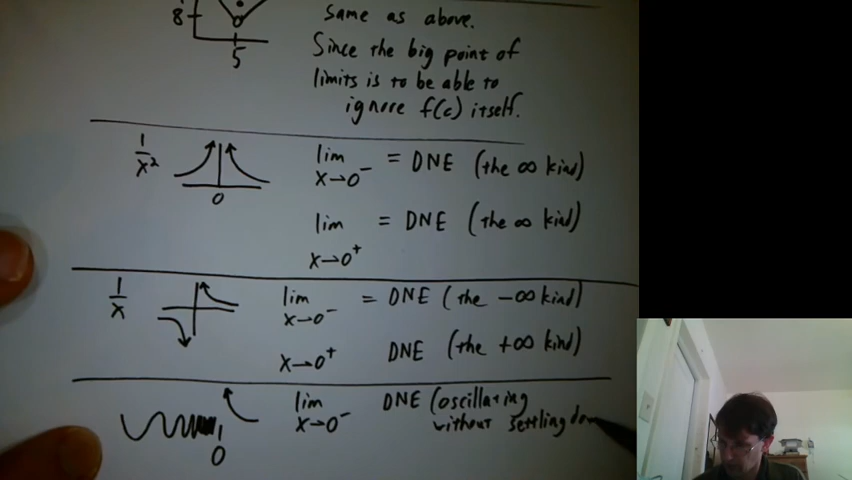 8
5
Same as above.
Since the big point of
limits is to be able to
ignore f(c) itself.
1/x² 0 lim x→0⁻ = DNE (the ∞ kind)
lim x→0⁺ = DNE (the ∞ kind)
1/x lim x→0⁻ = DNE (the -∞ kind)
x→0⁺ DNE (the +∞ kind)
0 lim x→0⁻ DNE (oscillating
without settling dow